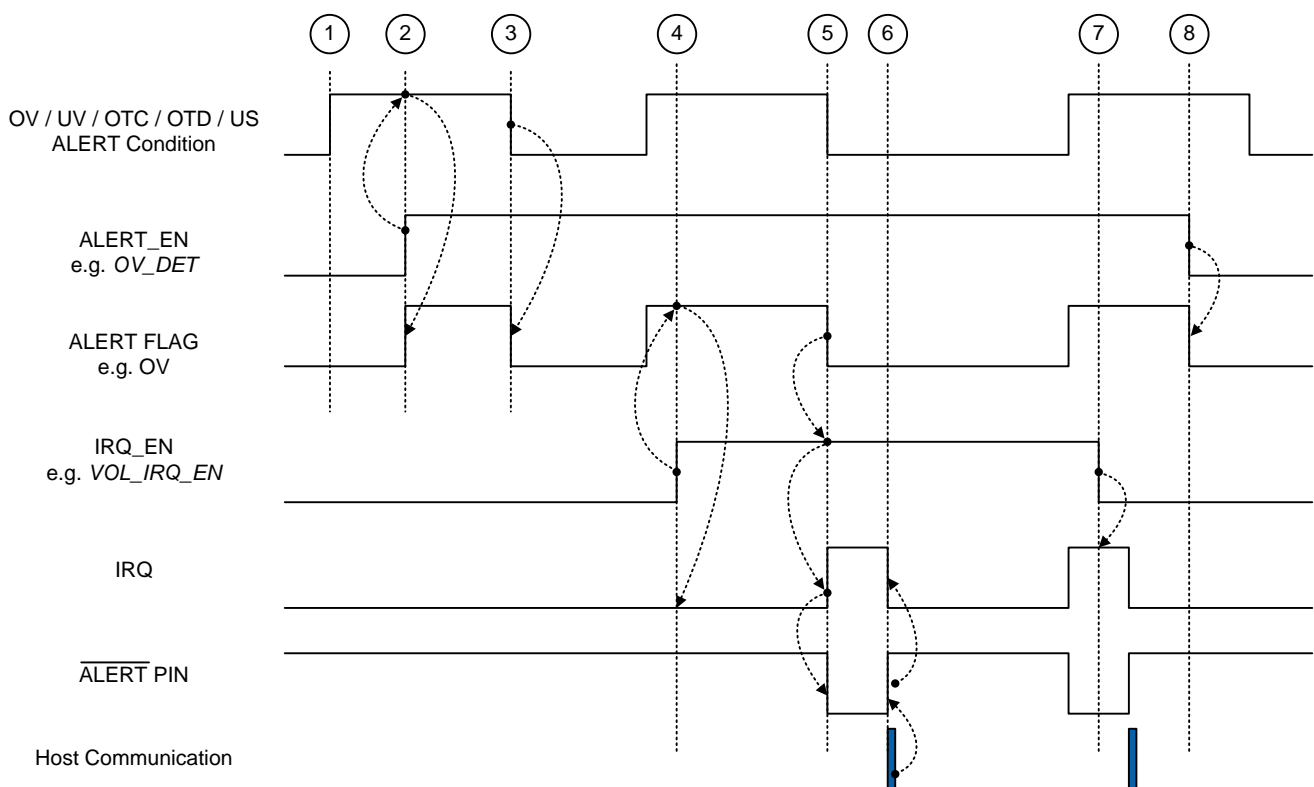 1 2 3 4 5 6 7 8
OV / UV / OTC / OTD / US
ALERT Condition
ALERT_EN
e.g. OV_DET
ALERT FLAG
e.g. OV
IRQ_EN
e.g. VOL_IRQ_EN
IRQ
ALERT PIN
Host Communication